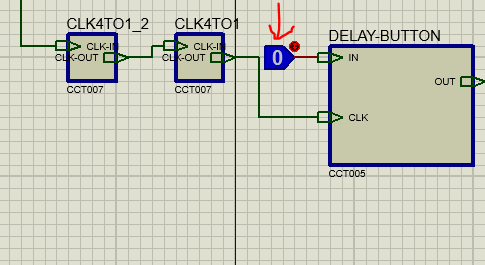 CLK4TO1_2
CLK-IN
CLK-OUT
CCT007
CLK4TO1
CLK-IN
CLK-OUT
CCT007
0
DELAY-BUTTON
IN
OUT
CLK
CCT005